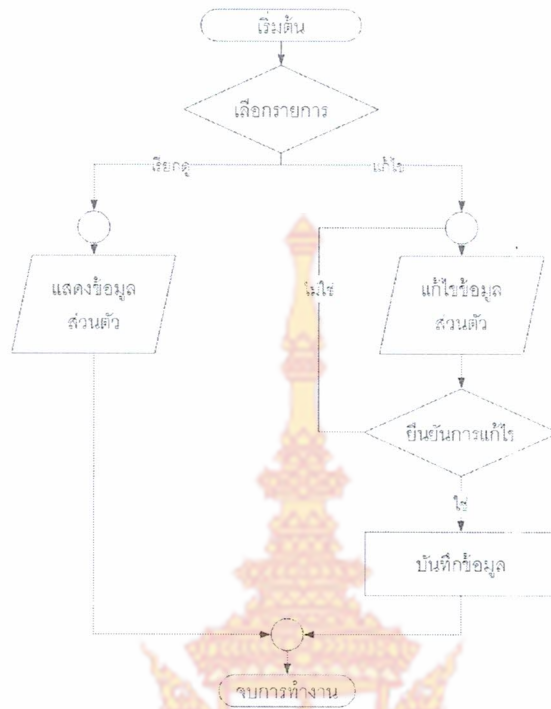 เริ่มต้น
เลือกรายการ
เรียกดู
แก้ไข
แสดงข้อมูล
ส่วนตัว
ไม่ใช่
แก้ไขข้อมูล
ส่วนตัว
ยืนยันการแก้ไข
ใช่
บันทึกข้อมูล
จบการทำงาน